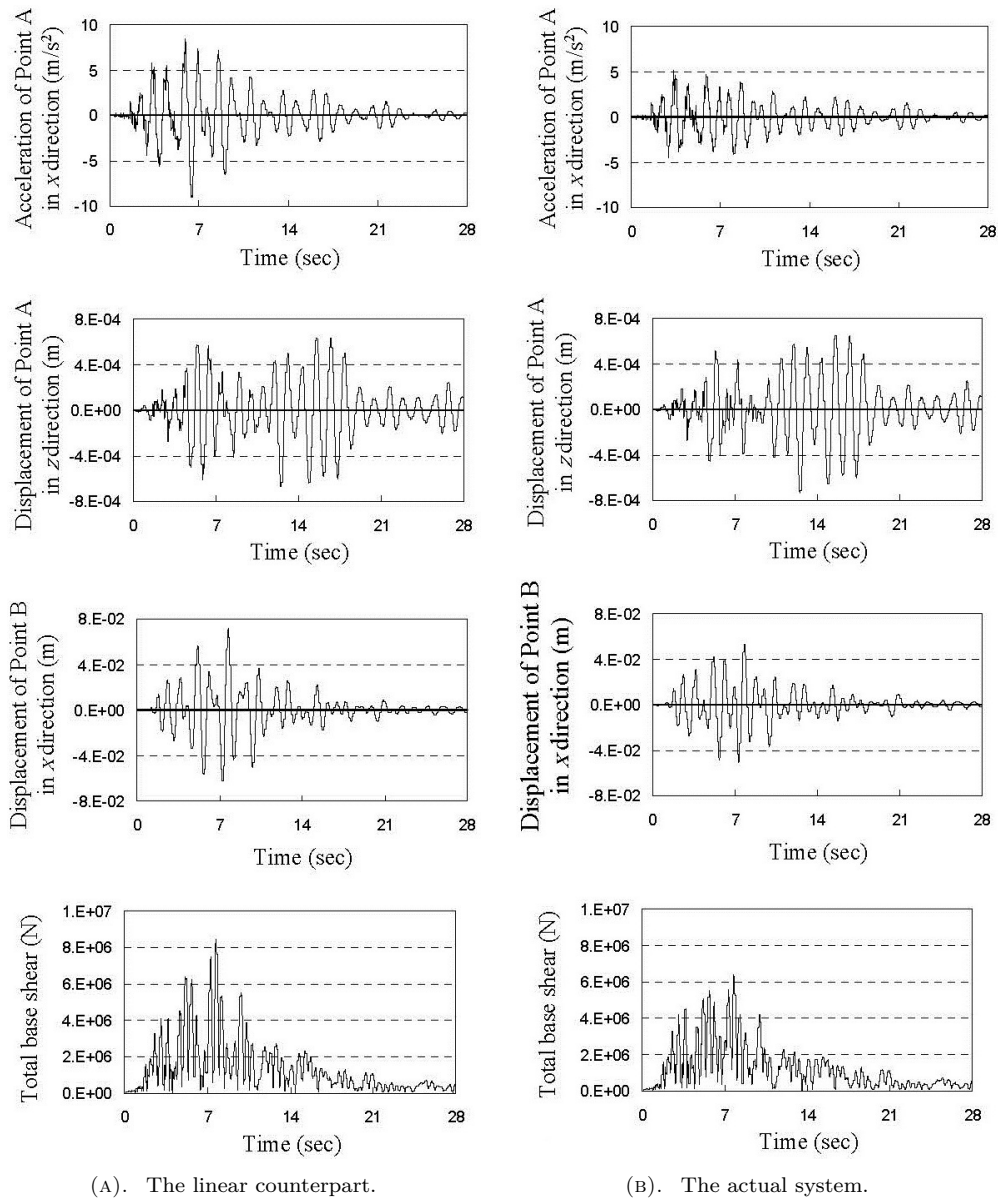 Acceleration of Point A
in x direction (m/s²)
10
5
0
-5
-10
0 7 14 21 28
Time (sec)
Acceleration of Point A
in x direction (m/s²)
10
5
0
-5
-10
0 7 14 21 28
Time (sec)
Displacement of Point A
in z direction (m)
8.E-04
4.E-04
0.E+00
-4.E-04
-8.E-04
0 7 14 21 28
Time (sec)
Displacement of Point A
in z direction (m)
8.E-04
4.E-04
0.E+00
-4.E-04
-8.E-04
0 7 14 21 28
Time (sec)
Displacement of Point B
in x direction (m)
8.E-02
4.E-02
0.E+00
-4.E-02
-8.E-02
0 7 14 21 28
Time (sec)
Displacement of Point B
in x direction (m)
8.E-02
4.E-02
0.E+00
-4.E-02
-8.E-02
0 7 14 21 28
Time (sec)
Total base shear (N)
1.E+07
8.E+06
6.E+06
4.E+06
2.E+06
0.E+00
0 7 14 21 28
Time (sec)
Total base shear (N)
1.E+07
8.E+06
6.E+06
4.E+06
2.E+06
0.E+00
0 7 14 21 28
Time (sec)
(A). The linear counterpart.
(B). The actual system.